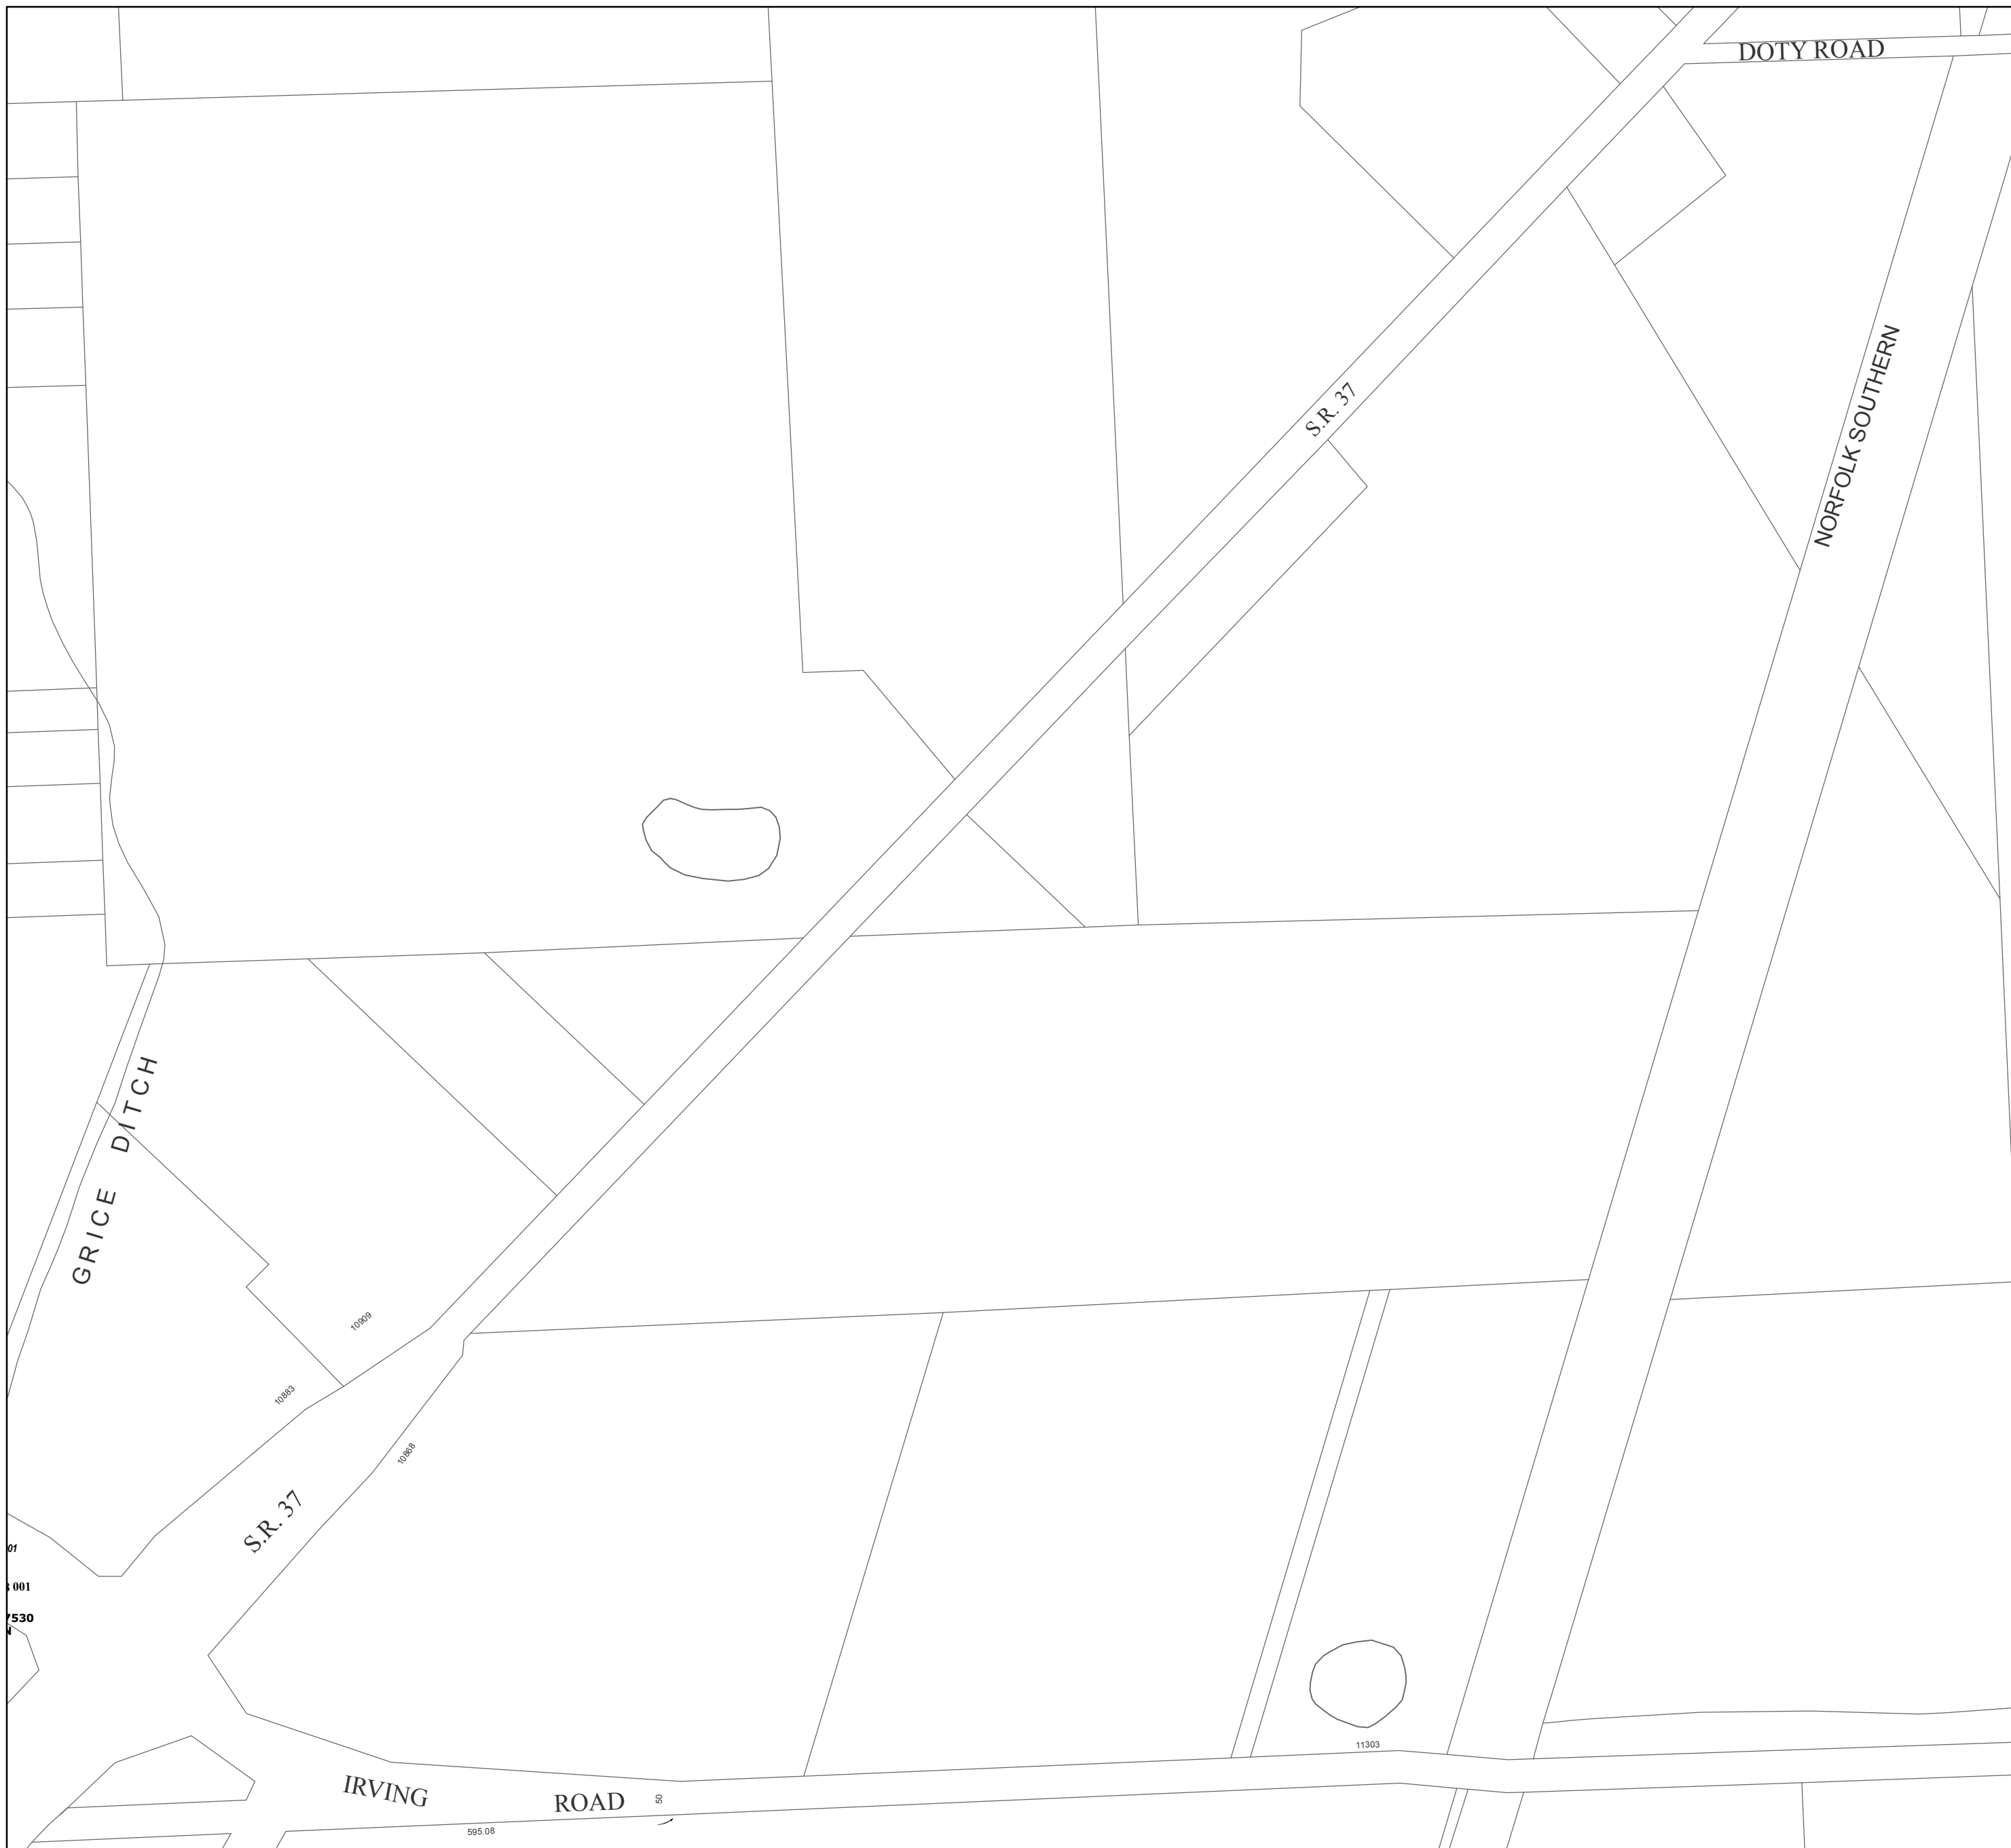 DOTY ROAD
S.R. 37
NORFOLK SOUTHERN
GRICE DITCH
10909
10883
10868
S.R. 37
01
001
7530
11303
IRVING ROAD
50
595.08